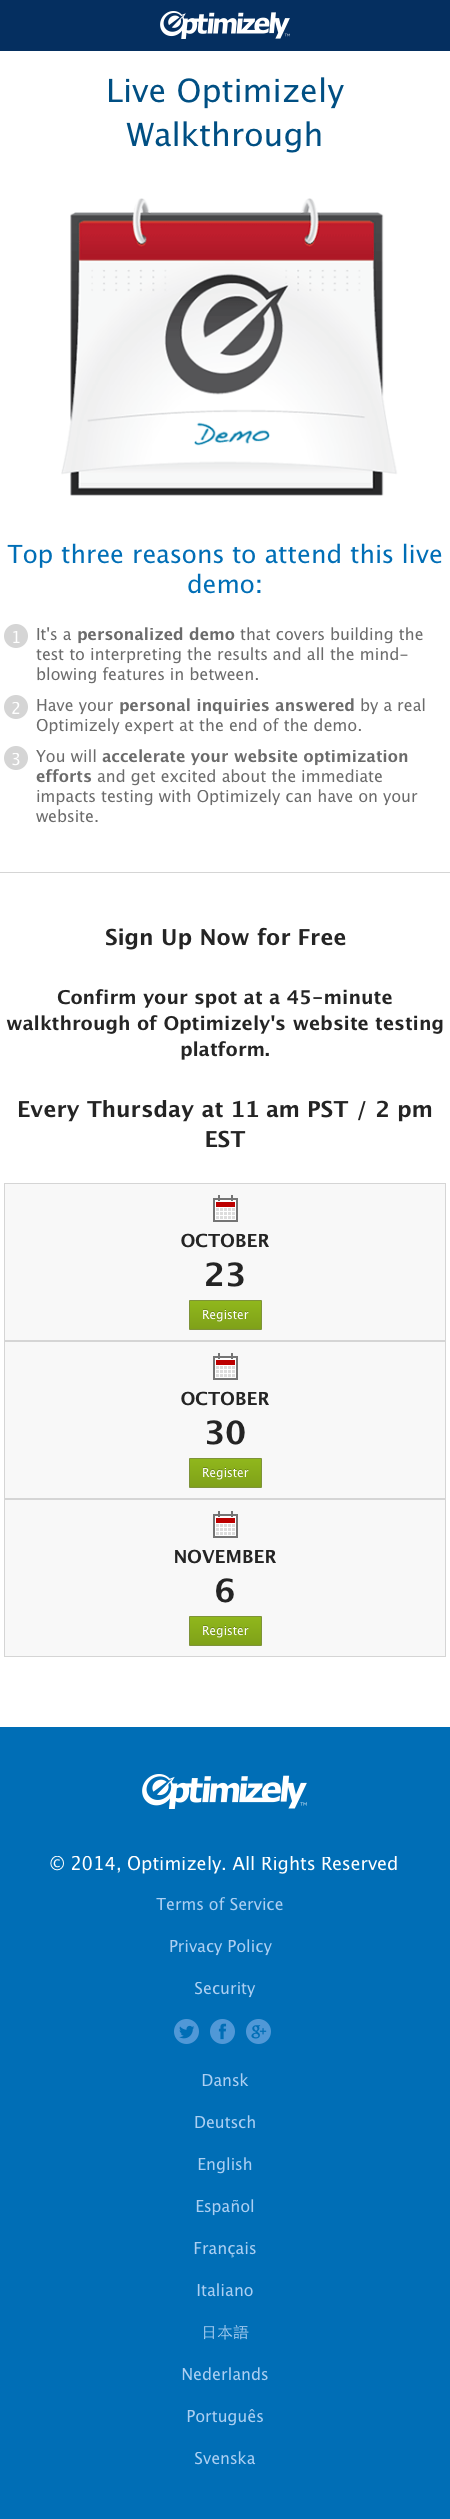 Optimizely
Live Optimizely
Walkthrough
Demo
Top three reasons to attend this live
demo:
1 It's a personalized demo that covers building the
test to interpreting the results and all the mind-
blowing features in between.
2 Have your personal inquiries answered by a real
Optimizely expert at the end of the demo.
3 You will accelerate your website optimization
efforts and get excited about the immediate
impacts testing with Optimizely can have on your
website.
Sign Up Now for Free
Confirm your spot at a 45-minute
walkthrough of Optimizely's website testing
platform.
Every Thursday at 11 am PST / 2 pm
EST
OCTOBER
23
Register
OCTOBER
30
Register
NOVEMBER
6
Register
Optimizely
© 2014, Optimizely. All Rights Reserved
Terms of Service
Privacy Policy
Security
Dansk
Deutsch
English
Español
Français
Italiano
日本語
Nederlands
Português
Svenska